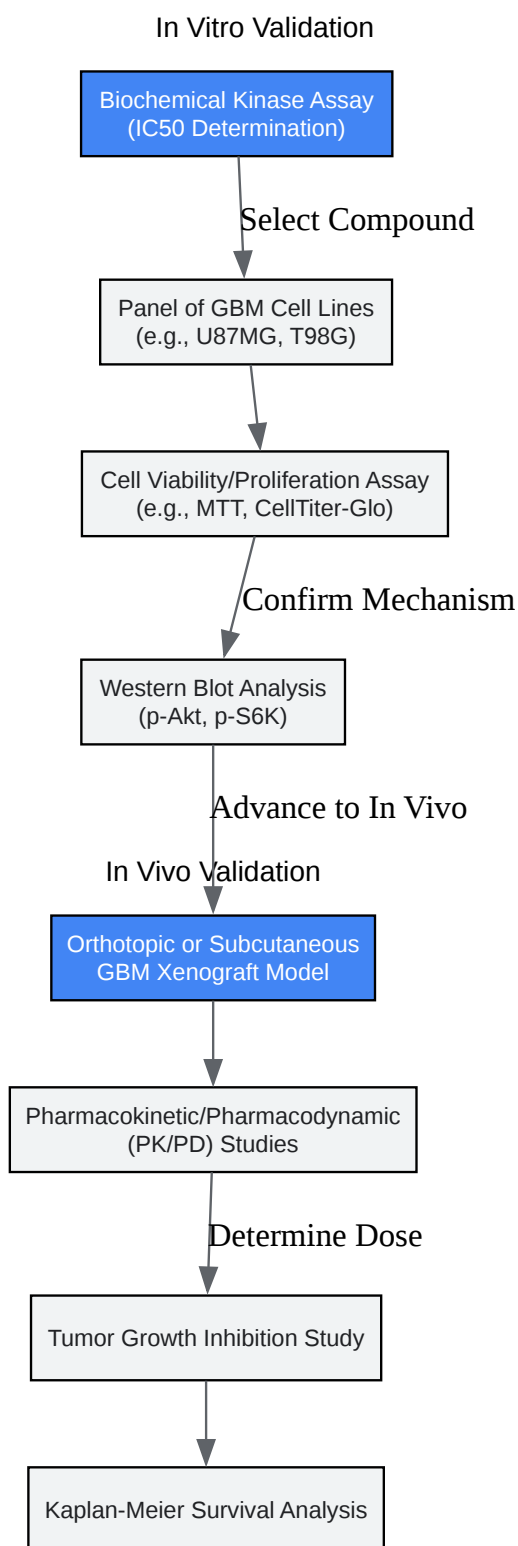 In Vitro Validation
Biochemical Kinase Assay
(IC50 Determination)
Select Compound
Panel of GBM Cell Lines
(e.g., U87MG, T98G)
Cell Viability/Proliferation Assay
(e.g., MTT, CellTiter-Glo)
Confirm Mechanism
Western Blot Analysis
(p-Akt, p-S6K)
Advance to In Vivo
In Vivo Validation
Orthotopic or Subcutaneous
GBM Xenograft Model
Pharmacokinetic/Pharmacodynamic
(PK/PD) Studies
Determine Dose
Tumor Growth Inhibition Study
Kaplan-Meier Survival Analysis